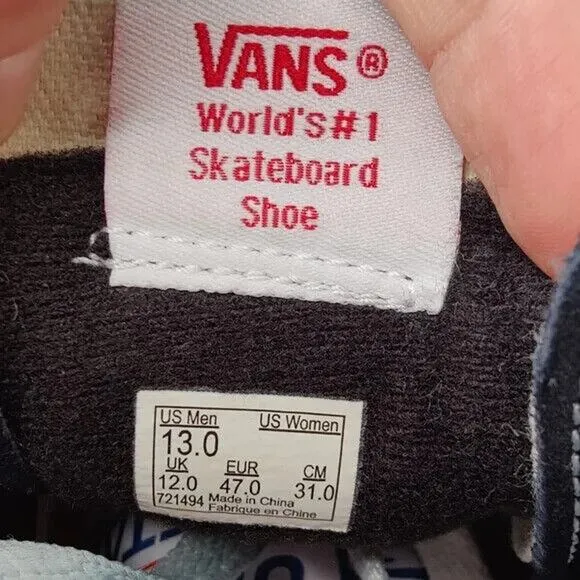 VANS®
World's#1
Skateboard
Shoe
US Men US Women
13.0
UK EUR CM
12.0 47.0 31.0
721494 Made in China
Fabrique en Chine